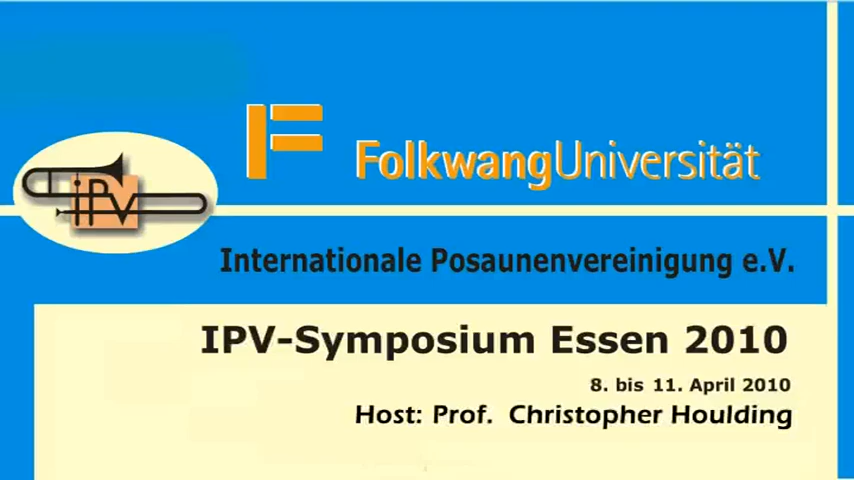 F
FolkwangUniversität
IPV
Internationale Posaunenvereinigung e.V.
IPV-Symposium Essen 2010
8. bis 11. April 2010
Host: Prof. Christopher Houlding